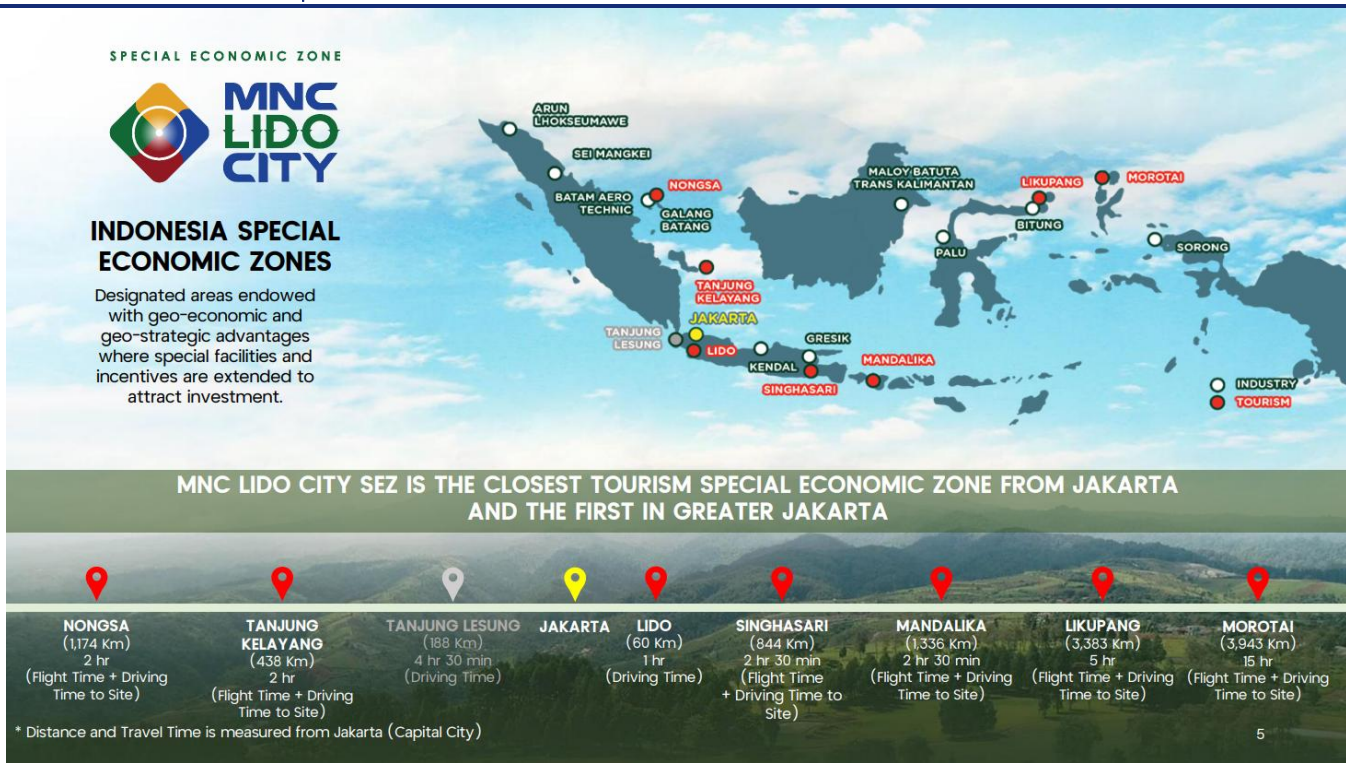 SPECIAL ECONOMIC ZONE
MNC
LIDO
CITY
INDONESIA SPECIAL
ECONOMIC ZONES
Designated areas endowed
with geo-economic and
geo-strategic advantages
where special facilities and
incentives are extended to
attract investment.
ARUN
LHOKSEUMAWE
SEI MANGKEI
BATAM AERO
TECHNIC
NONGSA
GALANG
BATANG
TANJUNG
KELAYANG
JAKARTA
TANJUNG
LESUNG
LIDO
KENDAL
GRESIK
SINGHASARI
MANDALIKA
MALOY BATUTA
TRANS KALIMANTAN
PALU
LIKUPANG
BITUNG
MOROTAI
SORONG
INDUSTRY
TOURISM
MNC LIDO CITY SEZ IS THE CLOSEST TOURISM SPECIAL ECONOMIC ZONE FROM JAKARTA
AND THE FIRST IN GREATER JAKARTA
NONGSA
(1,174 Km)
2 hr
(Flight Time + Driving
Time to Site)
TANJUNG
KELAYANG
(438 Km)
2 hr
(Flight Time + Driving
Time to Site)
TANJUNG LESUNG
(188 Km)
4 hr 30 min
(Driving Time)
JAKARTA
LIDO
(60 Km)
1 hr
(Driving Time)
SINGHASARI
(844 Km)
2 hr 30 min
(Flight Time
+ Driving Time to
Site)
MANDALIKA
(1,336 Km)
2 hr 30 min
(Flight Time + Driving
Time to Site)
LIKUPANG
(3,383 Km)
5 hr
(Flight Time + Driving
Time to Site)
MOROTAI
(3,943 Km)
15 hr
(Flight Time + Driving
Time to Site)
* Distance and Travel Time is measured from Jakarta (Capital City)
5